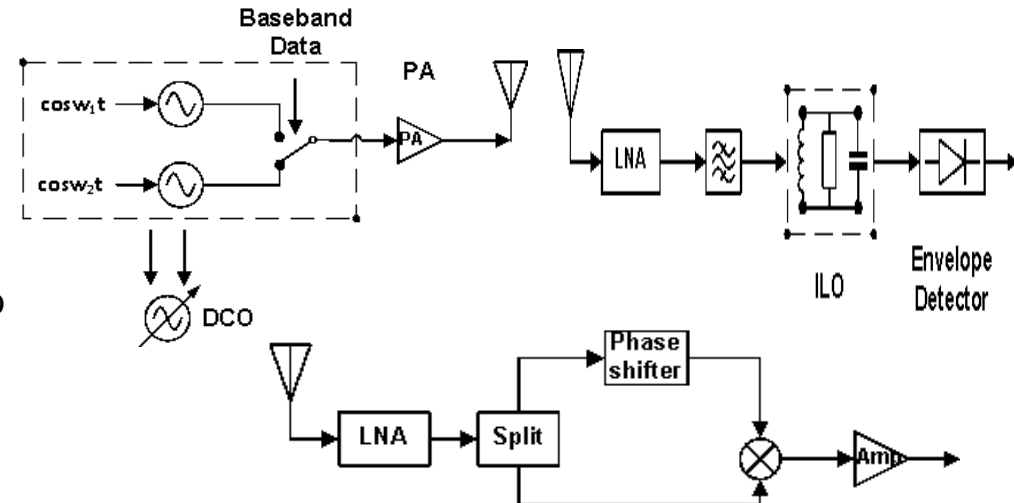 Baseband
Data
PA
cosw₁t
PA
cosw₂t
DCO
LNA
ILO
Envelope
Detector
Phase
shifter
LNA
Split
Amp